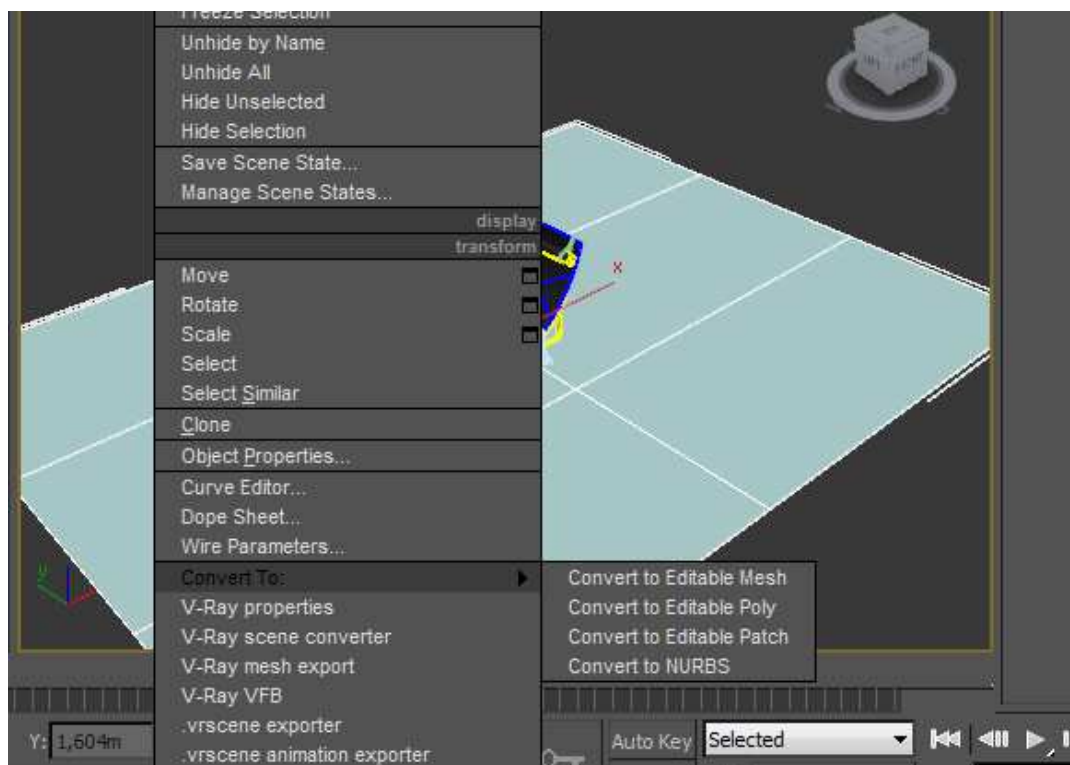 Freeze Selection
Unhide by Name
Unhide All
Hide Unselected
Hide Selection
Save Scene State...
Manage Scene States...
display
transform
Move
Rotate
Scale
Select
Select Similar
Clone
Object Properties...
Curve Editor...
Dope Sheet...
Wire Parameters...
Convert To:
Convert to Editable Mesh
Convert to Editable Poly
Convert to Editable Patch
Convert to NURBS
V-Ray properties
V-Ray scene converter
V-Ray mesh export
V-Ray VFB
.vrscene exporter
.vrscene animation exporter
x
y
Y: 1,604m
Auto Key
Selected